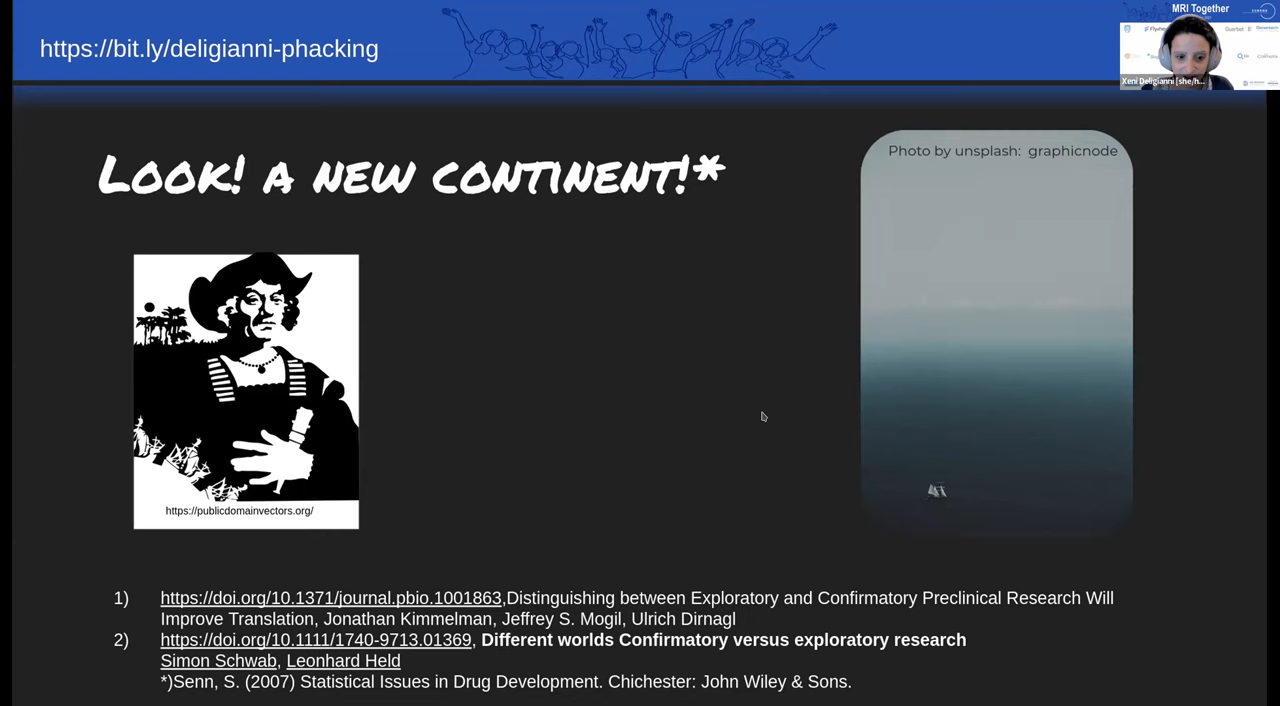 https://bit.ly/deligianni-phacking
MRI Together
Xeni Deligianni [she/h...
Look! a new continent!*
Photo by unsplash: graphicnode
https://publicdomainvectors.org/
1) https://doi.org/10.1371/journal.pbio.1001863,Distinguishing between Exploratory and Confirmatory Preclinical Research Will
Improve Translation, Jonathan Kimmelman, Jeffrey S. Mogil, Ulrich Dirnagl
2) https://doi.org/10.1111/1740-9713.01369, Different worlds Confirmatory versus exploratory research
Simon Schwab, Leonhard Held
*)Senn, S. (2007) Statistical Issues in Drug Development. Chichester: John Wiley & Sons.